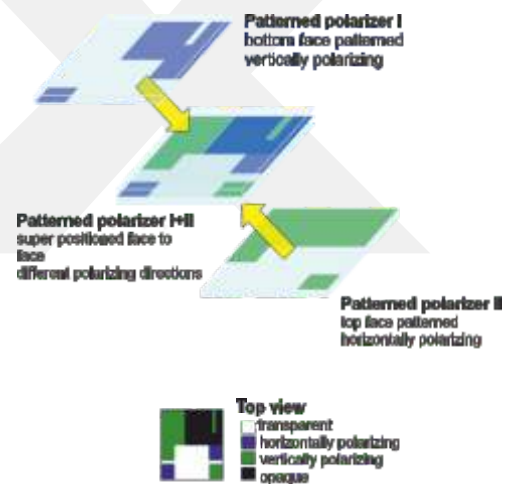 Patterned polarizer I
bottom face patterned
vertically polarizing
Patterned polarizer I+II
super positioned face to
face
different polarizing directions
Patterned polarizer II
top face patterned
horizontally polarizing
Top view
transparent
horizontally polarizing
vertically polarizing
opaque